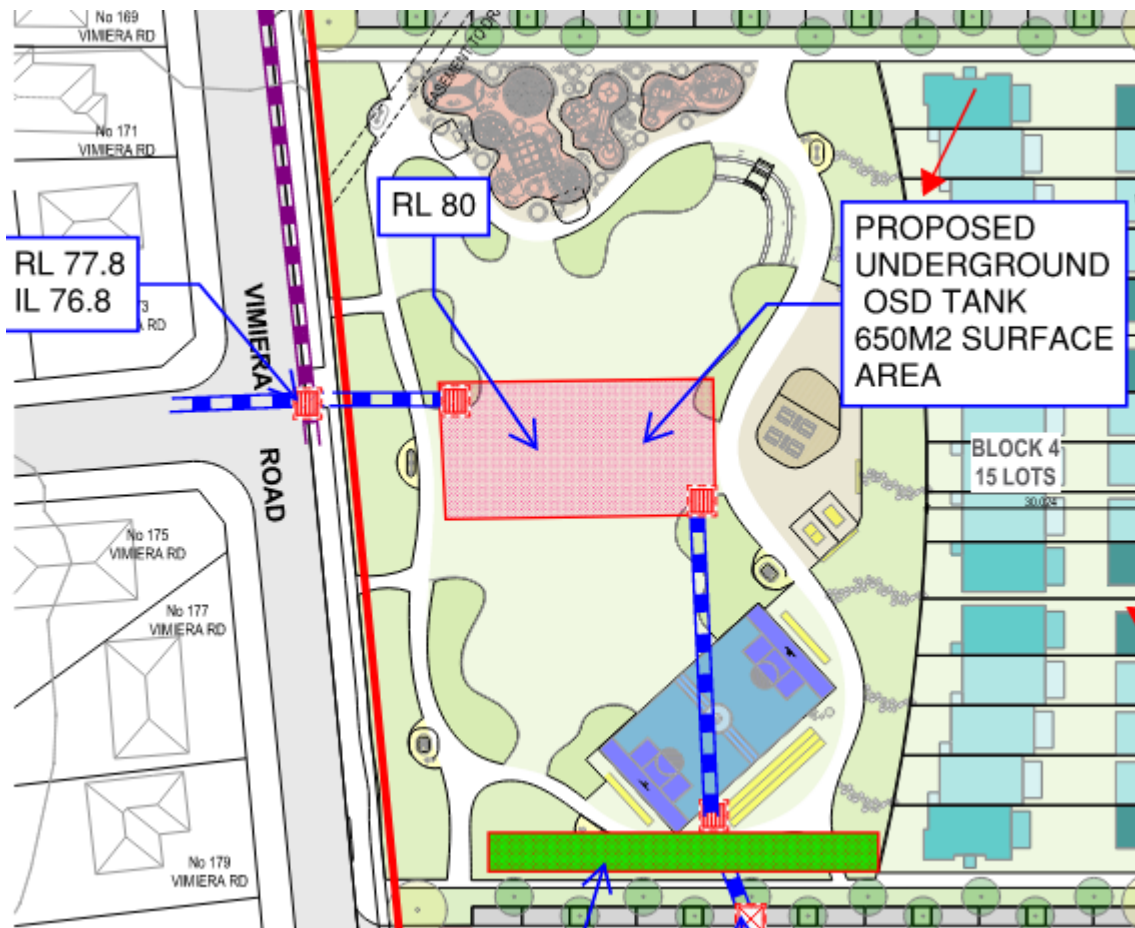 No 169
VIMIERA RD
No 171
VIMIERA RD
RL 80
RL 77.8
IL 76.8
PROPOSED
UNDERGROUND
OSD TANK
650M2 SURFACE
AREA
VIMIERA
ROAD
BLOCK 4
15 LOTS
30.024
No 175
VIMIERA RD
No 177
VIMIERA RD
No 179
VIMIERA RD